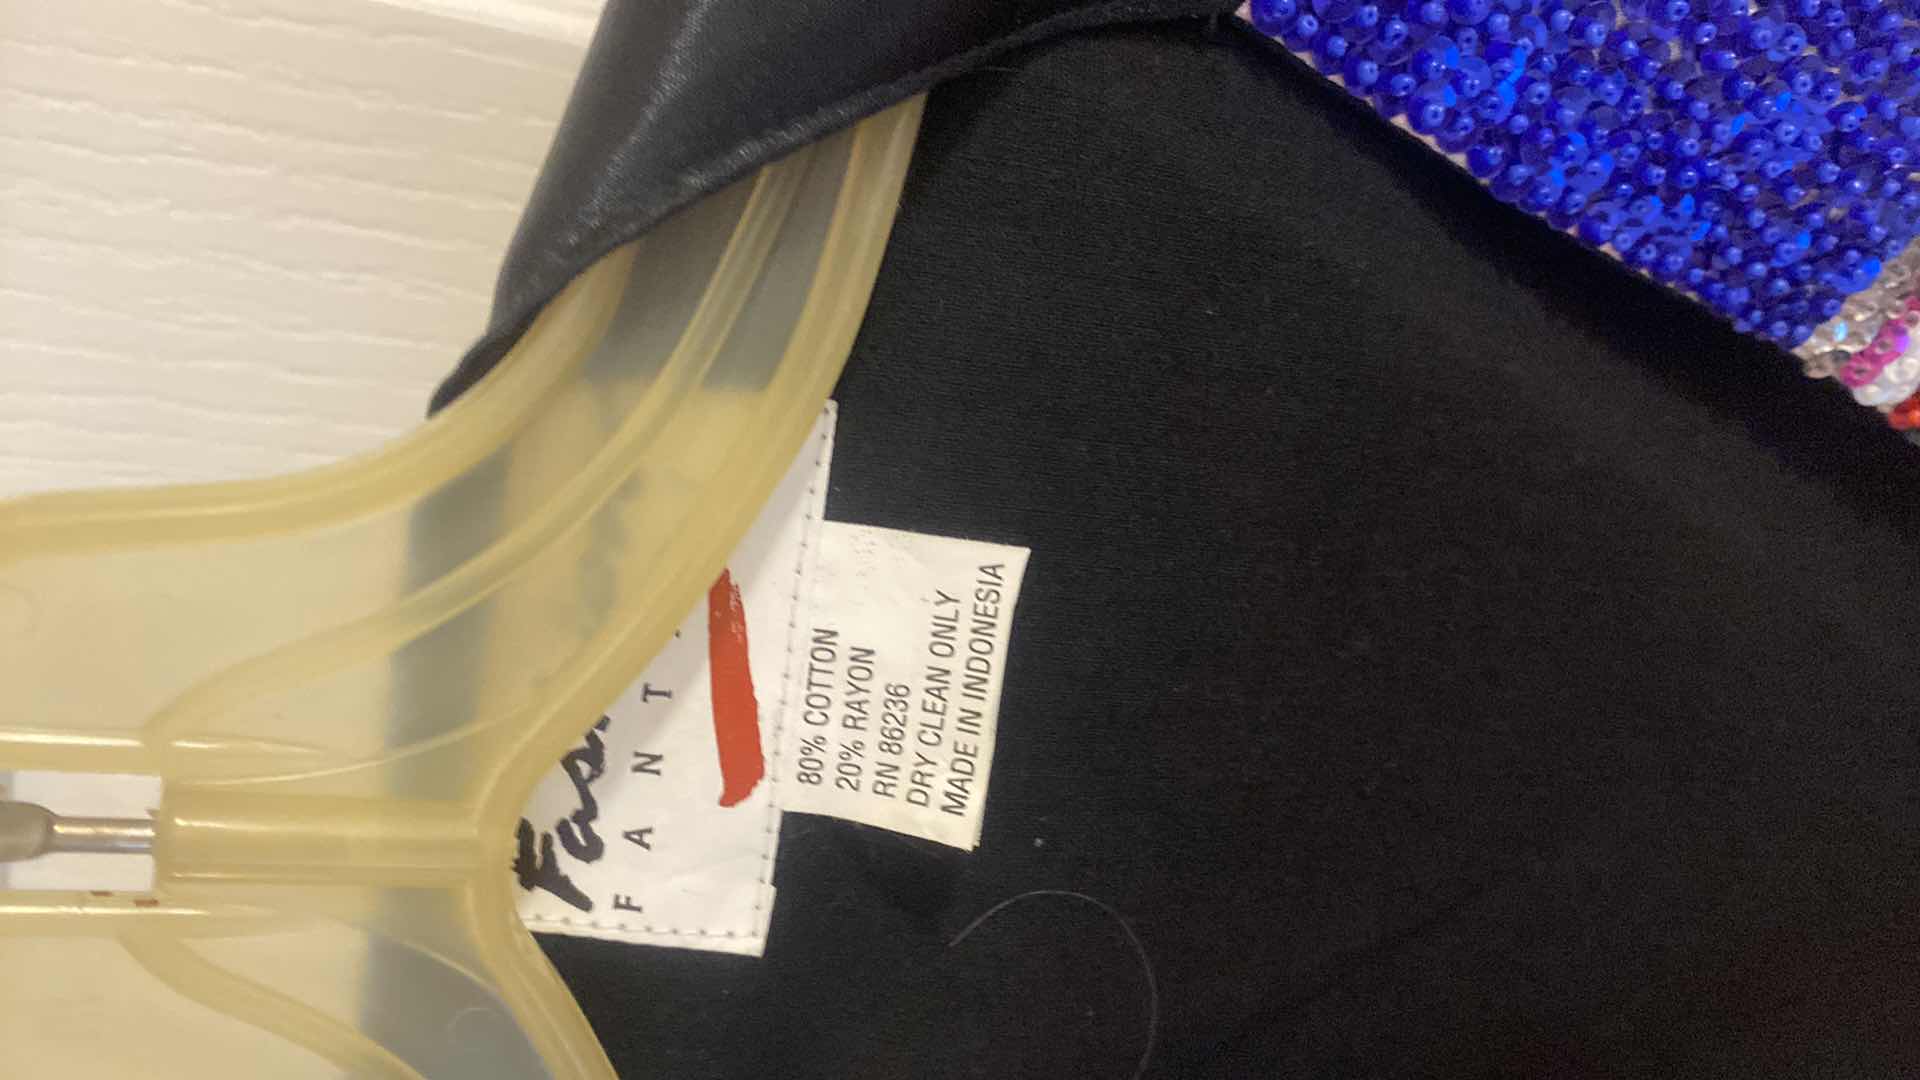 F A N T
80% COTTON
20% RAYON
RN 86236
DRY CLEAN ONLY
MADE IN INDONESIA